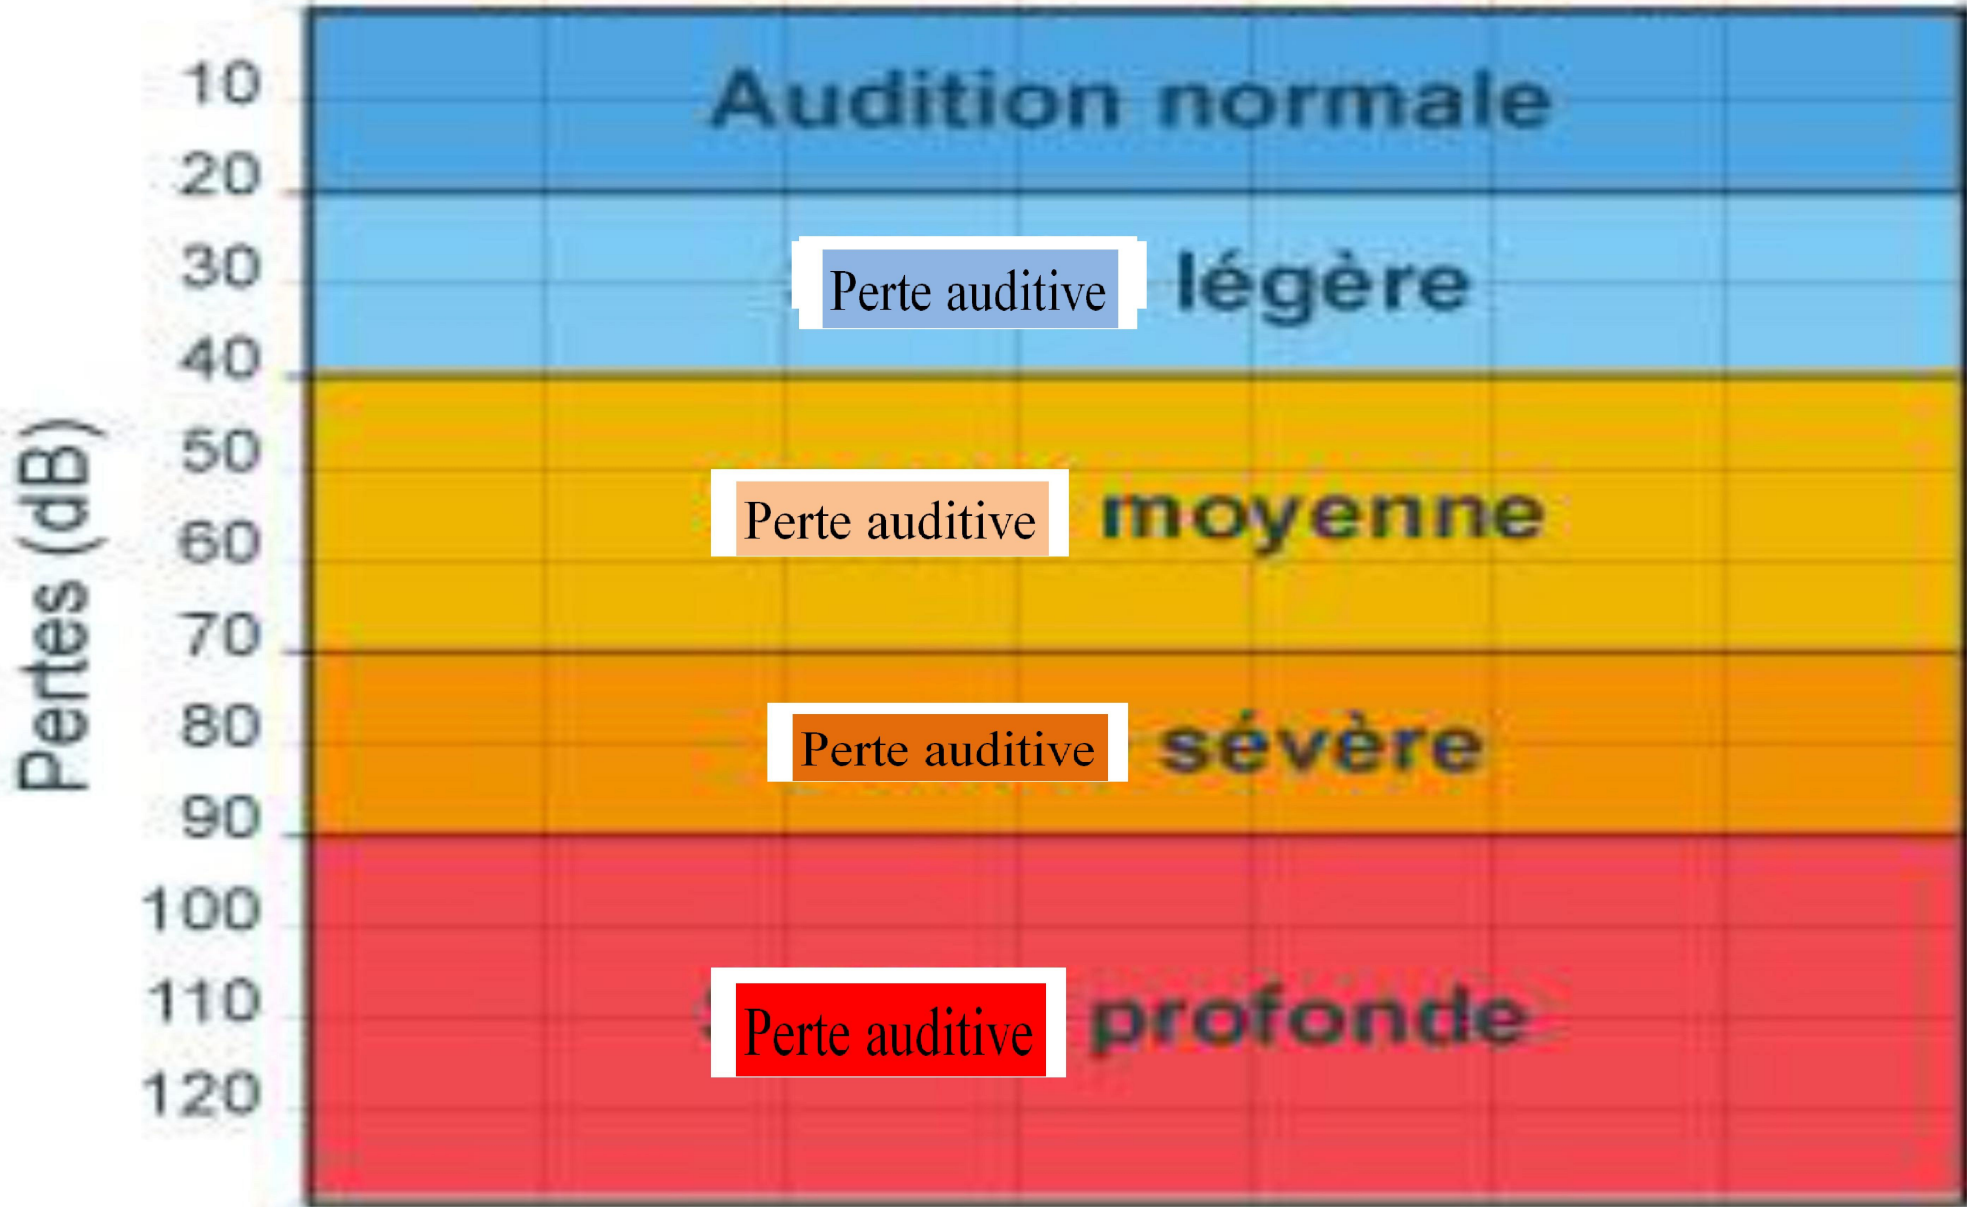 10
Audition normale
20
30
Perte auditive légère
40
50
Perte auditive moyenne
60
70
80
Perte auditive sévère
90
100
110
Perte auditive profonde
120
Pertes (dB)